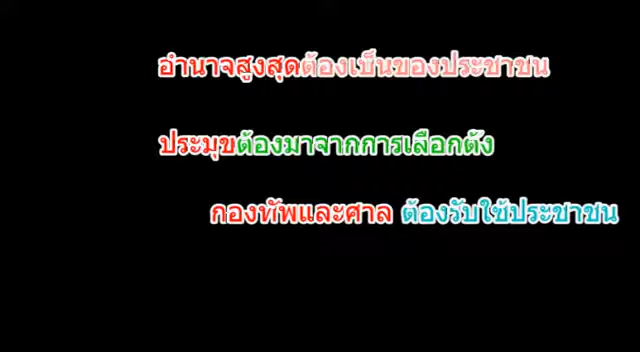 อำนาจสูงสุดต้องเป็นของประชาชน
ประมุขต้องมาจากการเลือกตั้ง
กองทัพและศาล ต้องรับใช้ประชาชน